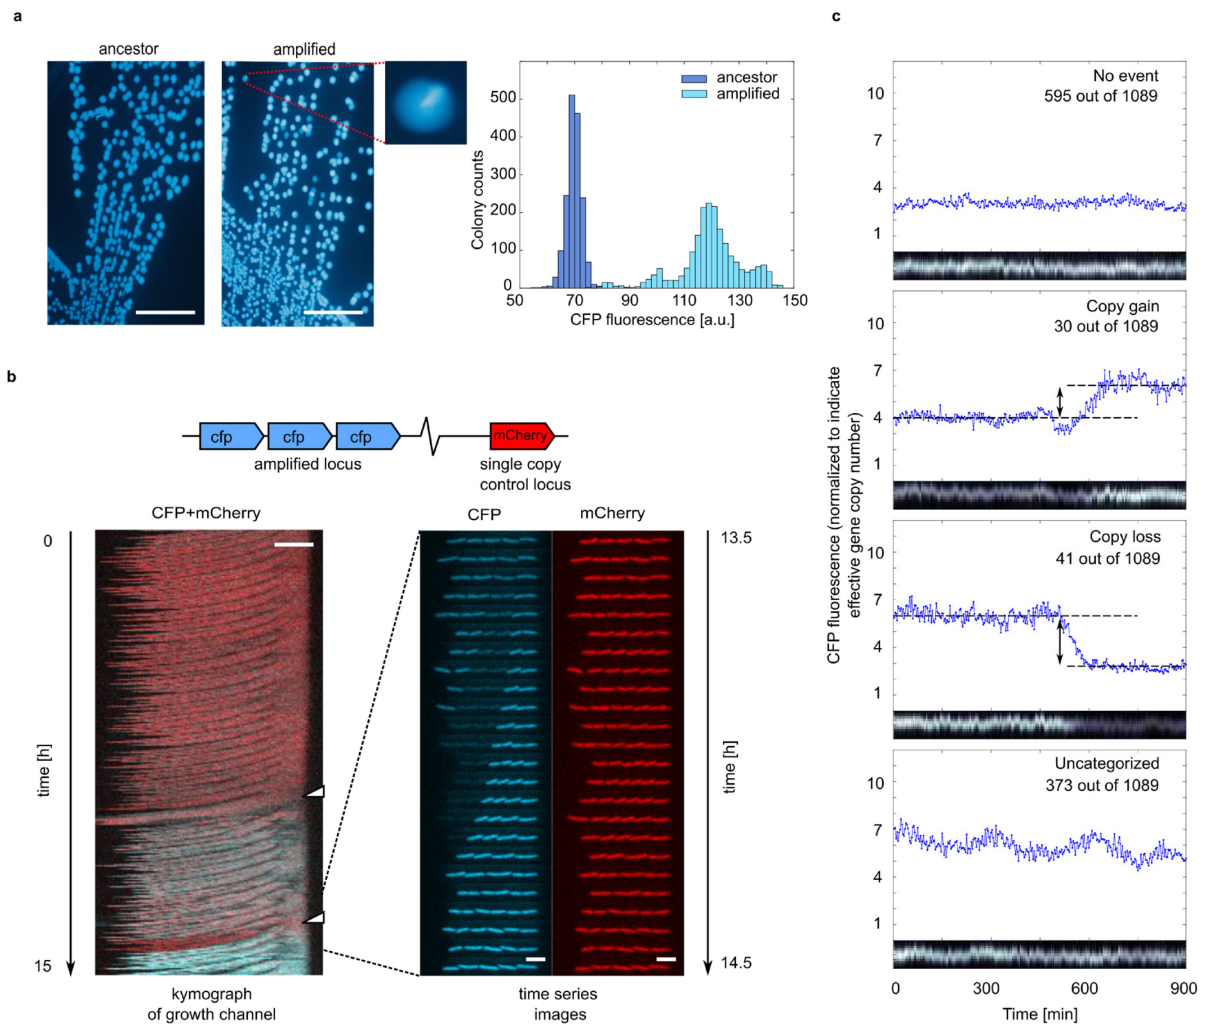 a
ancestor
amplified
ancestor
amplified
500
400
300
200
100
0
Colony counts
50
70
90
110
130
150
CFP fluorescence [a.u.]
b
cfp
cfp
cfp
mCherry
amplified locus
single copy
control locus
CFP+mCherry
CFP
mCherry
0
15
time [h]
13.5
14.5
time [h]
kymograph
of growth channel
time series
images
c
No event
595 out of 1089
10
7
4
1
Copy gain
30 out of 1089
10
7
4
1
Copy loss
41 out of 1089
10
7
4
1
Uncategorized
373 out of 1089
10
7
4
1
CFP fluorescence (normalized to indicate
effective gene copy number)
0
300
600
900
Time [min]